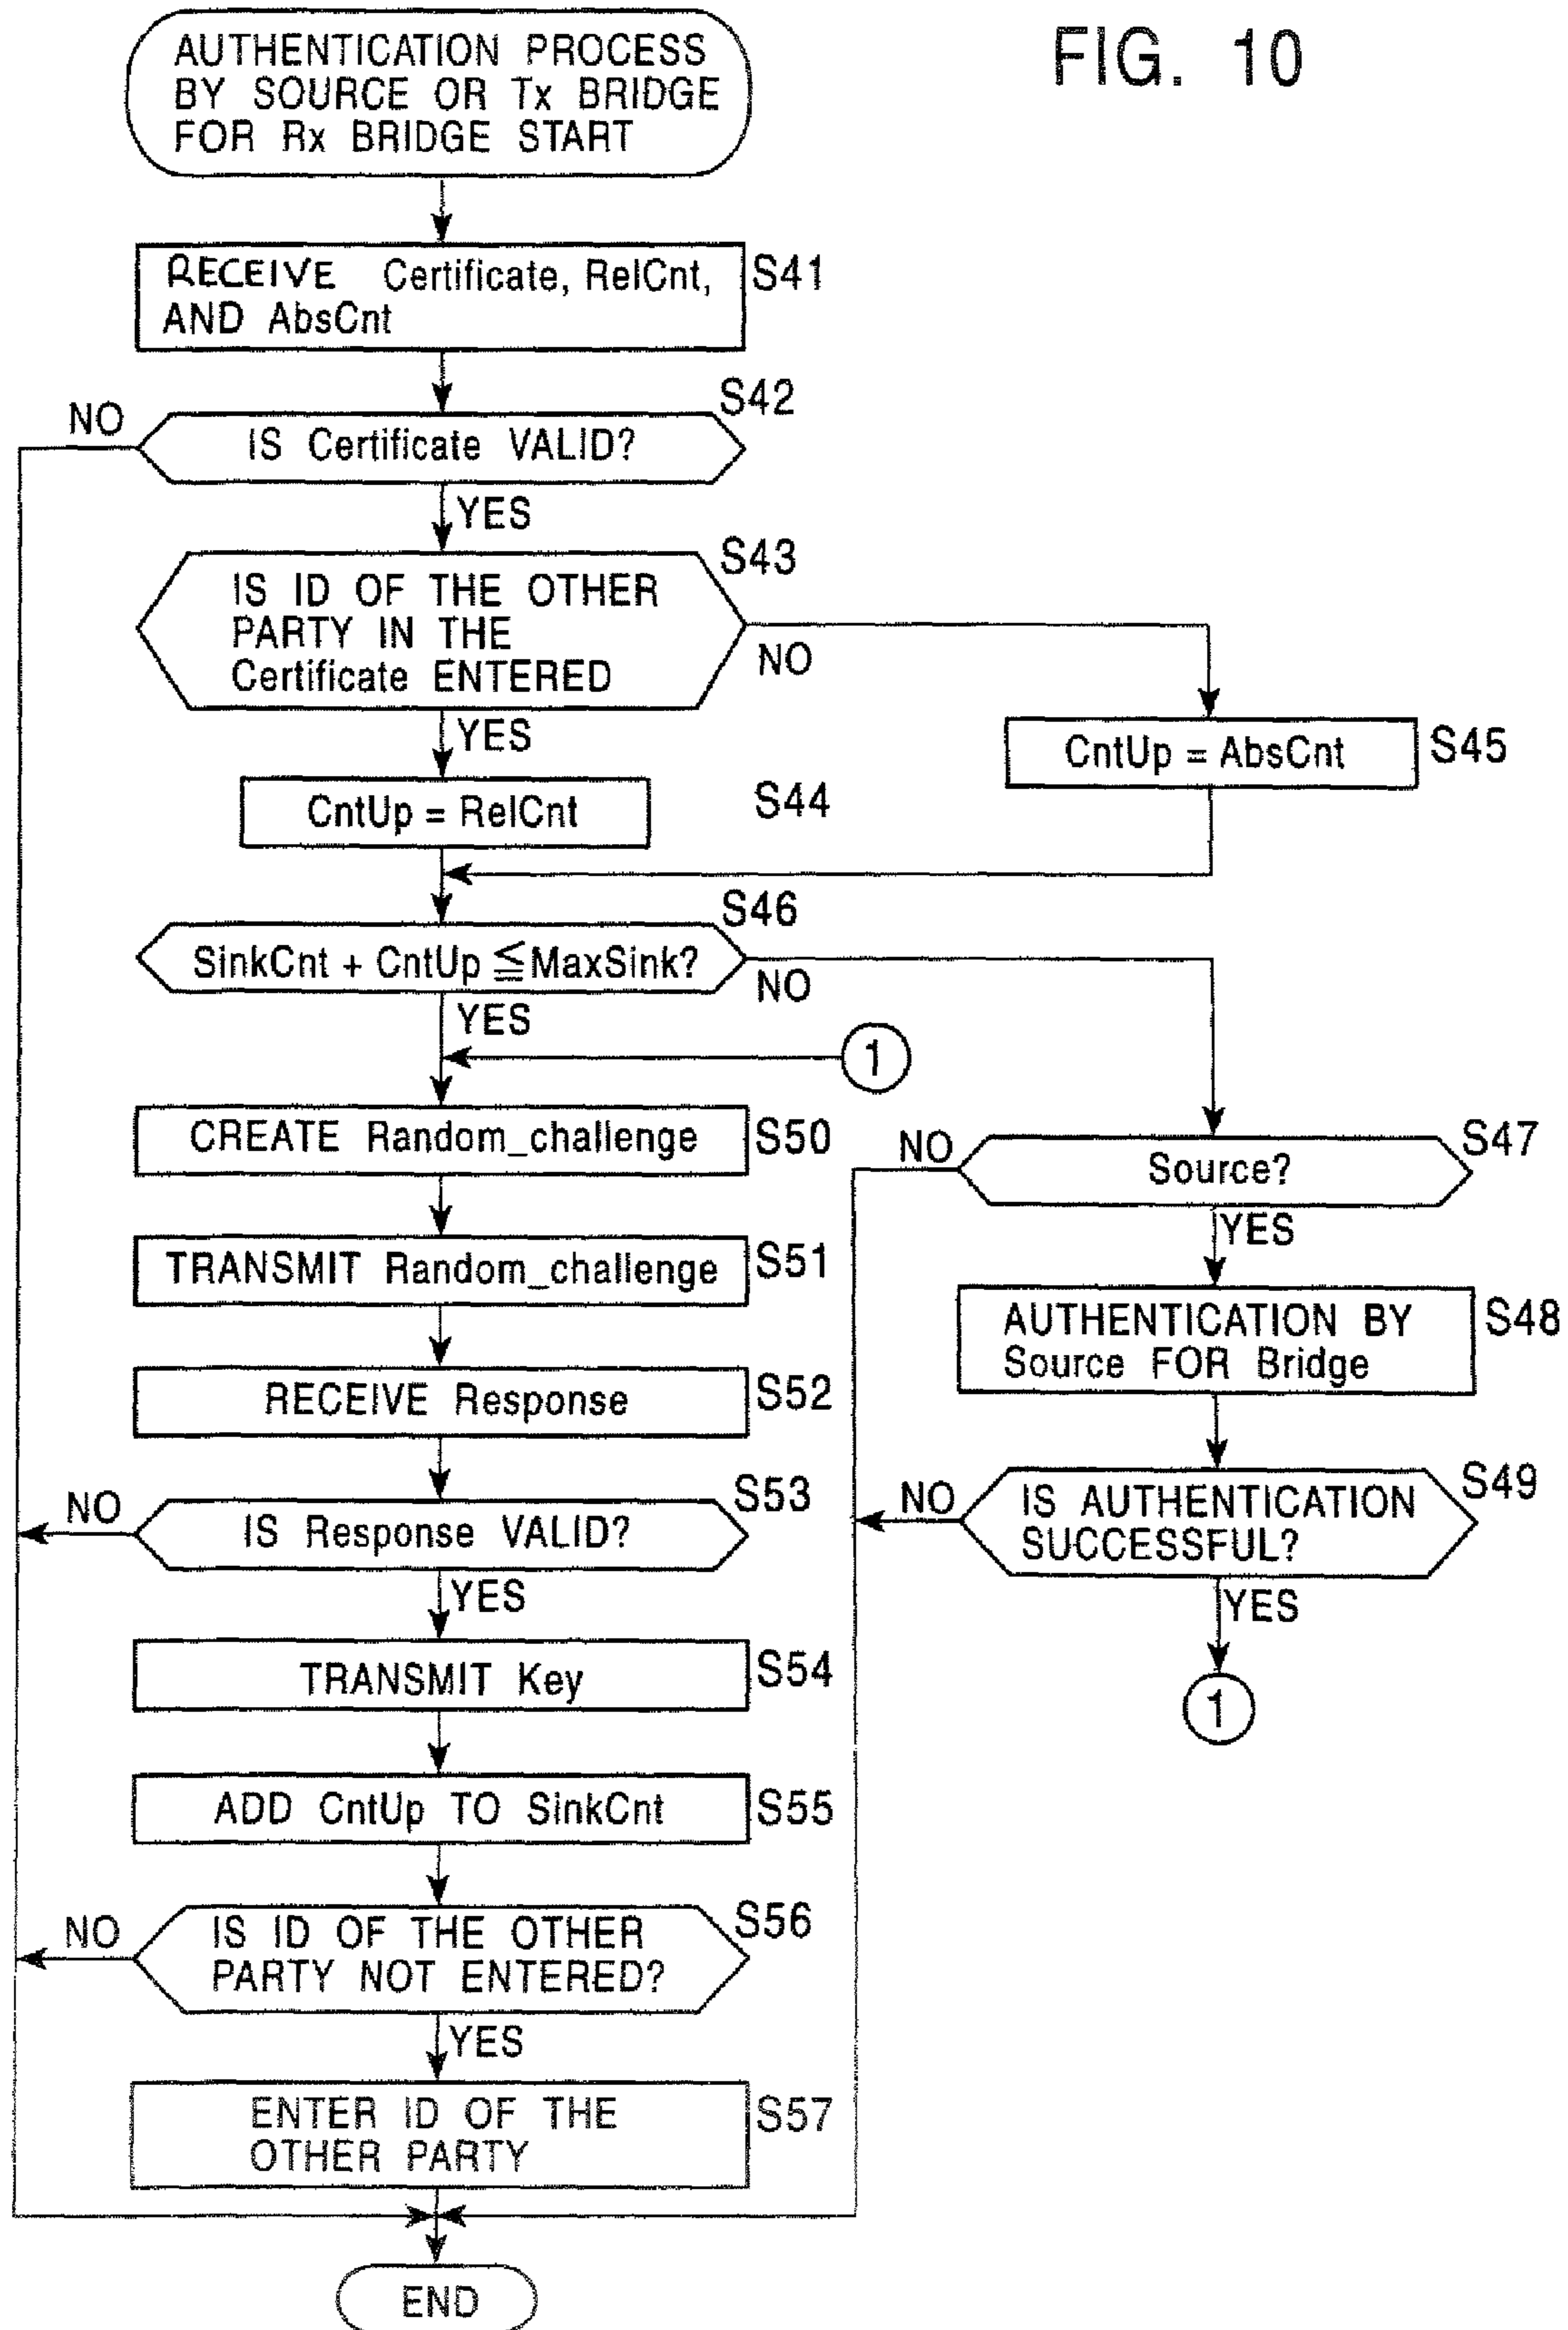 FIG. 10
AUTHENTICATION PROCESS
BY SOURCE OR Tx BRIDGE
FOR Rx BRIDGE START
RECEIVE Certificate, RelCnt,
AND AbsCnt
S41
S42
NO
IS Certificate VALID?
YES
S43
IS ID OF THE OTHER
PARTY IN THE
Certificate ENTERED
NO
YES
CntUp = AbsCnt
S45
CntUp = RelCnt
S44
S46
SinkCnt + CntUp ≦ MaxSink?
NO
YES
1
CREATE Random_challenge
S50
NO
Source?
S47
YES
TRANSMIT Random_challenge
S51
AUTHENTICATION BY
Source FOR Bridge
S48
RECEIVE Response
S52
NO
IS AUTHENTICATION
SUCCESSFUL?
S49
YES
1
NO
IS Response VALID?
S53
YES
TRANSMIT Key
S54
ADD CntUp TO SinkCnt
S55
NO
IS ID OF THE OTHER
PARTY NOT ENTERED?
S56
YES
ENTER ID OF THE
OTHER PARTY
S57
END